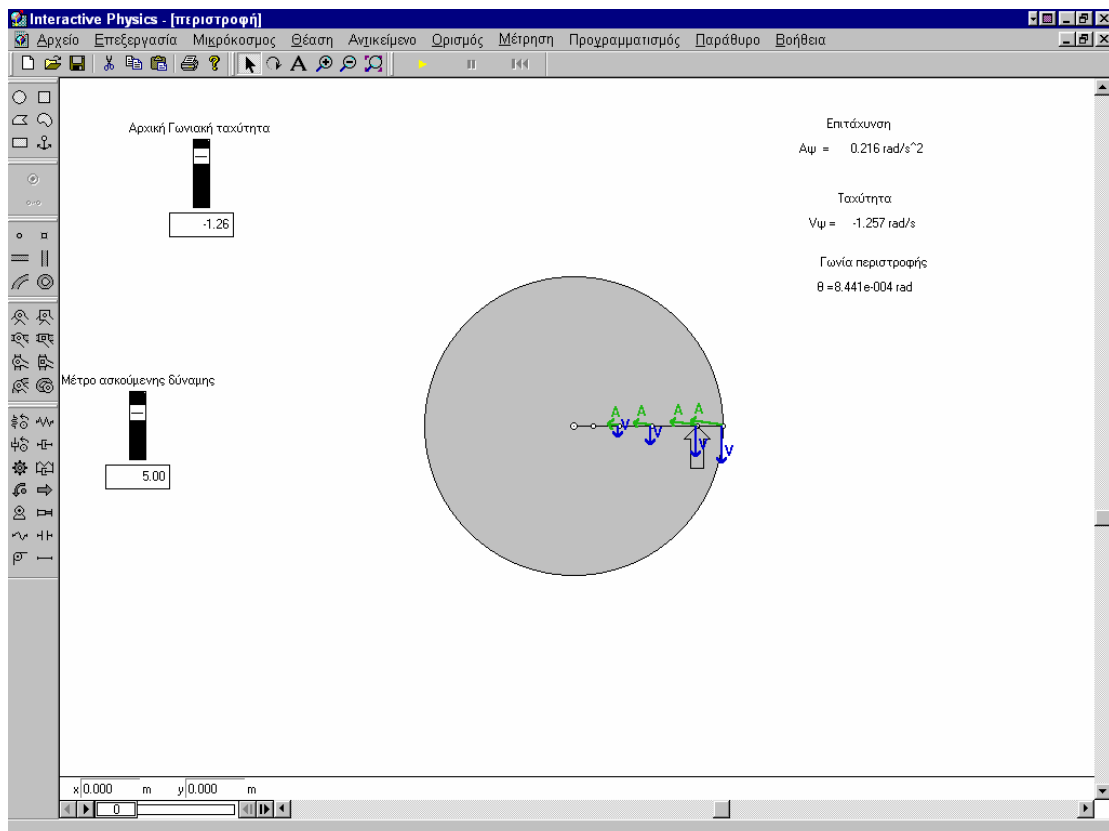 Interactive Physics - [περιστροφή]
Αρχείο Επεξεργασία Μικρόκοσμος Θέαση Αντικείμενο Ορισμός Μέτρηση Προγραμματισμός Παράθυρο Βοήθεια
A
Αρχική Γωνιακή ταχύτητα
-1.26
Επιτάχυνση
Αψ = 0.216 rad/s^2
Ταχύτητα
Vψ = -1.257 rad/s
Γωνία περιστροφής
θ =8.441e-004 rad
Μέτρο ασκούμενης δύναμης
5.00
A A A A
V V V V
x 0.000 m y 0.000 m
0